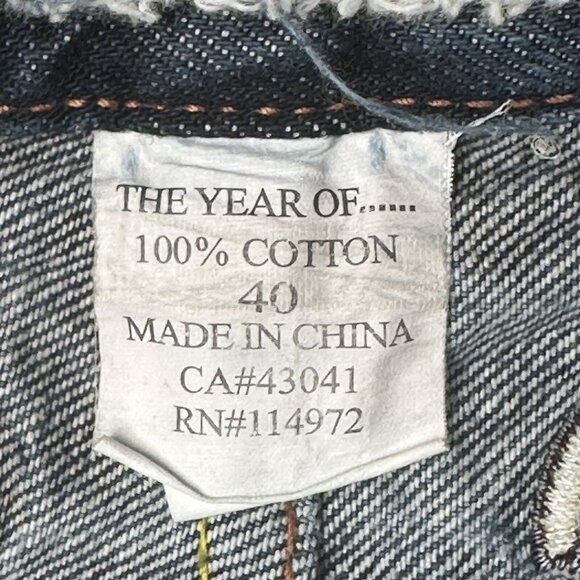 THE YEAR OF......
100% COTTON
40
MADE IN CHINA
CA#43041
RN#114972